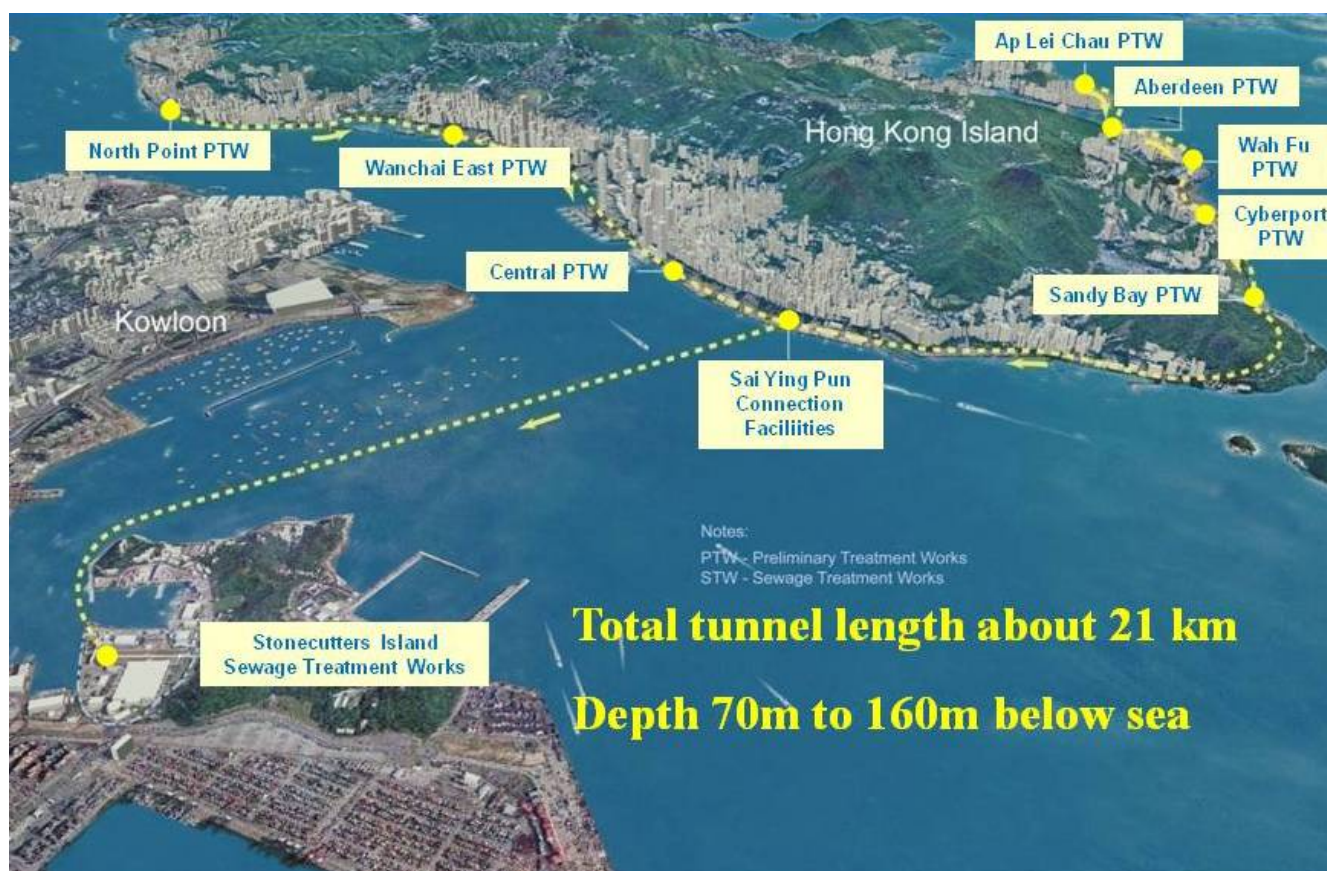 Ap Lei Chau PTW
Aberdeen PTW
North Point PTW
Wanchai East PTW
Hong Kong Island
Wah Fu
PTW
Cyberport
PTW
Central PTW
Sandy Bay PTW
Kowloon
Sai Ying Pun
Connection
Faciliities
Notes:
PTW - Preliminary Treatment Works
STW - Sewage Treatment Works
Total tunnel length about 21 km
Stonecutters Island
Sewage Treatment Works
Depth 70m to 160m below sea